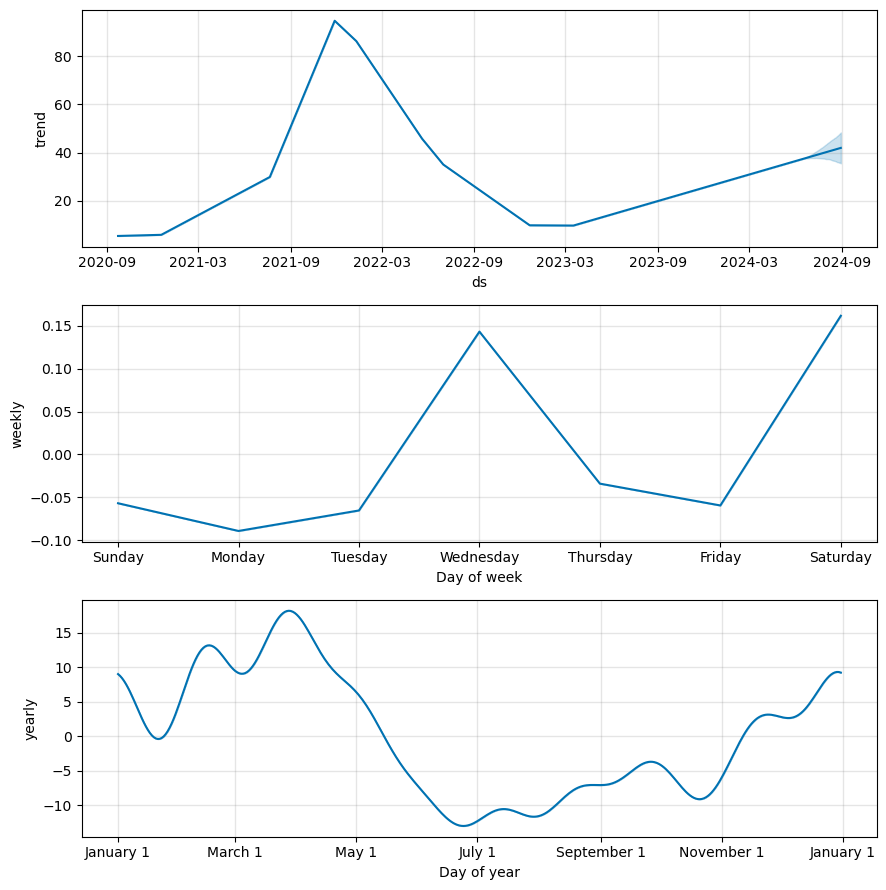 80
60
40
20
trend
2020-09 2021-03 2021-09 2022-03 2022-09 2023-03 2023-09 2024-03 2024-09
ds
0.15
0.10
0.05
0.00
−0.05
−0.10
weekly
Sunday Monday Tuesday Wednesday Thursday Friday Saturday
Day of week
15
10
5
0
−5
−10
yearly
January 1 March 1 May 1 July 1 September 1 November 1 January 1
Day of year